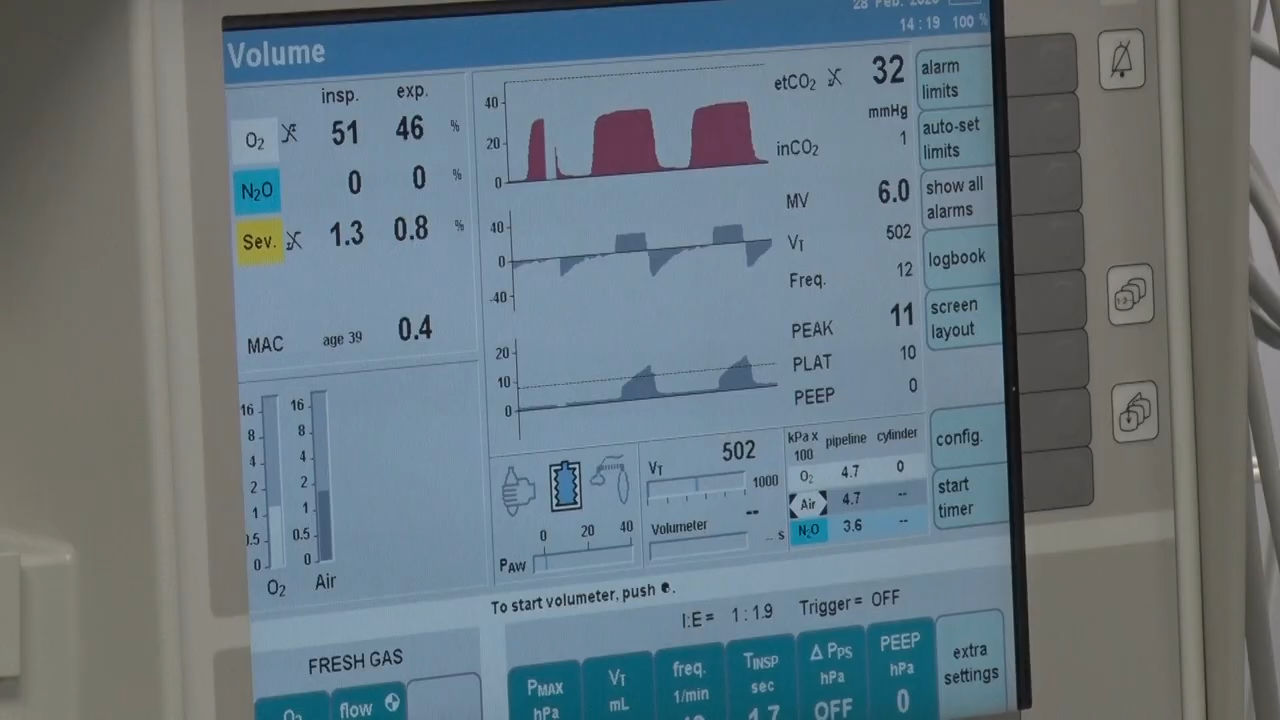 Volume
14:19 100 %
insp. exp.
O₂ 51 46 %
N₂O 0 0 %
Sev. 1.3 0.8 %
MAC age 39 0.4
40
20
0
40
0
-40
20
10
0
etCO₂ 32
mmHg
inCO₂ 1
MV 6.0
VT 502
Freq. 12
PEAK 11
PLAT 10
PEEP 0
alarm
limits
auto-set
limits
show all
alarms
logbook
screen
layout
config.
start
timer
16 16
8 8
4 4
2 2
1 1
0.5
0 0
O₂ Air
0 20 40
PAW
VT 502
1000
Volumeter --
-- s
kPa x
100 pipeline cylinder
O₂ 4.7 0
Air 4.7 --
N₂O 3.6 --
To start volumeter, push
I:E = 1:1.9 Trigger = OFF
FRESH GAS
O₂ flow
PMAX
hPa
VT
mL
freq.
1/min
TINSP
sec
1.7
Δ PPS
hPa
OFF
PEEP
hPa
0
extra
settings